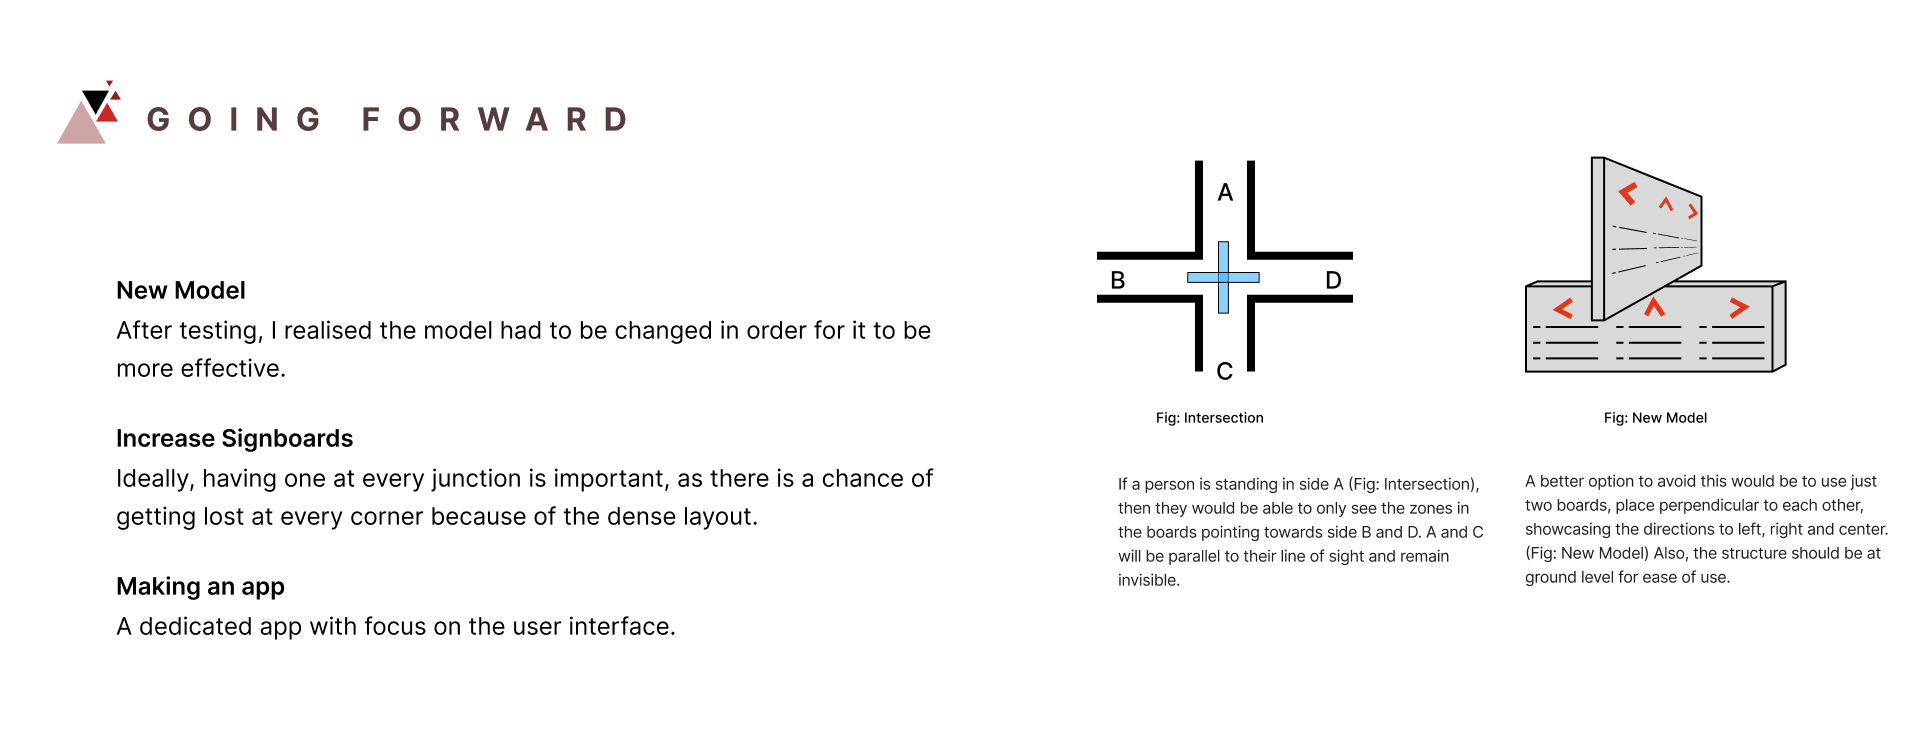 GOING FORWARD
New Model
After testing, I realised the model had to be changed in order for it to be
more effective.
Increase Signboards
Ideally, having one at every junction is important, as there is a chance of
getting lost at every corner because of the dense layout.
Making an app
A dedicated app with focus on the user interface.
A
B
D
C
Fig: Intersection
If a person is standing in side A (Fig: Intersection),
then they would be able to only see the zones in
the boards pointing towards side B and D. A and C
will be parallel to their line of sight and remain
invisible.
Fig: New Model
A better option to avoid this would be to use just
two boards, place perpendicular to each other,
showcasing the directions to left, right and center.
(Fig: New Model) Also, the structure should be at
ground level for ease of use.